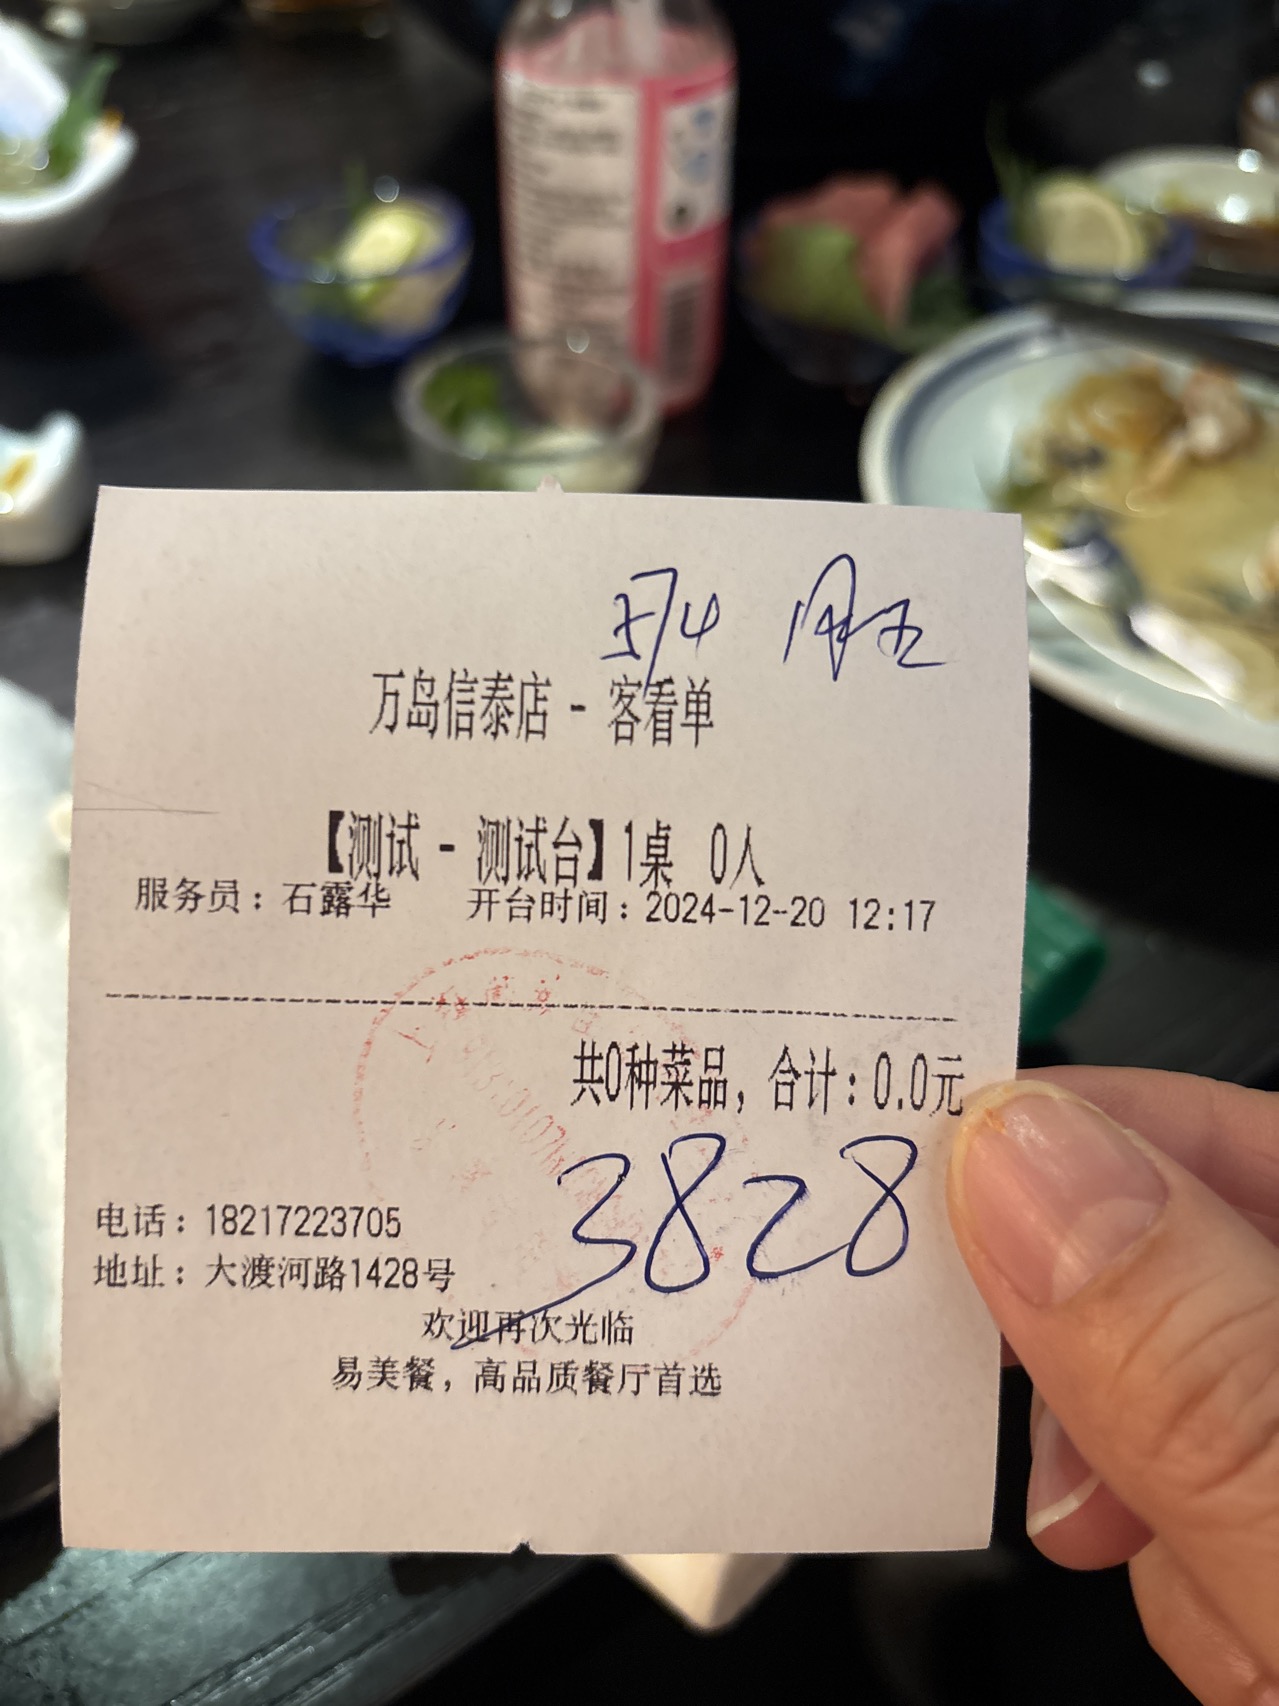 万岛信泰店 - 客看单
【测试 - 测试台】1桌 0人
服务员：石露华 开台时间：2024-12-20 12:17
共0种菜品，合计：0.0元
3828
电话：18217223705
地址：大渡河路1428号
欢迎再次光临
易美餐，高品质餐厅首选